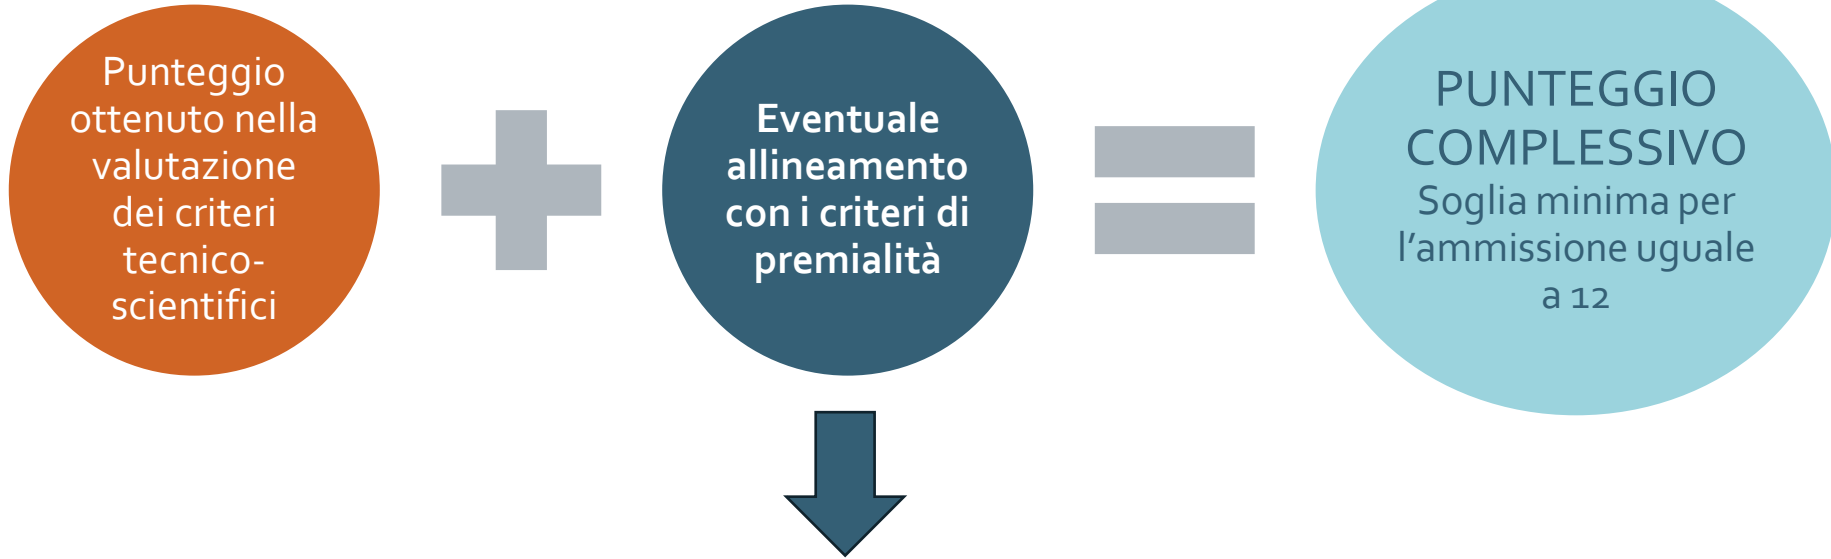 Punteggio
ottenuto nella
valutazione
dei criteri
tecnico-
scientifici
Eventuale
allineamento
con i criteri di
premialità
PUNTEGGIO
COMPLESSIVO
Soglia minima per
l’ammissione uguale
a 12